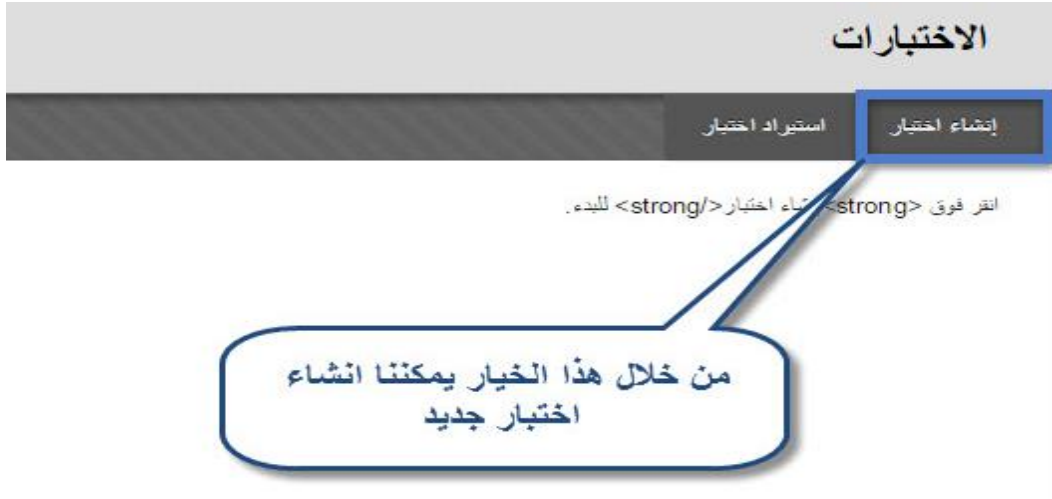 الاختبارات
إنشاء اختبار استيراد اختبار
انقر فوق <strong> اختبار </strong> للبدء.
من خلال هذا الخيار يمكننا انشاء
اختبار جديد